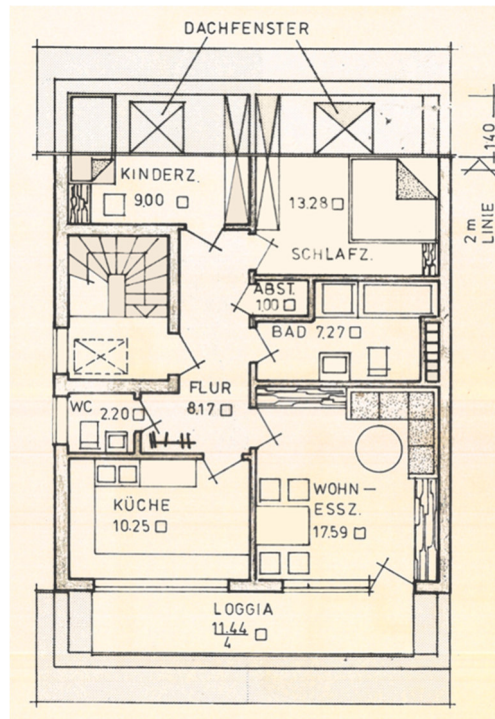 DACHFENSTER
140
2 m
LINIE
KINDERZ.
9.00 □
13.28 □
SCHLAFZ.
ABST.
1.00 □
BAD 7.27 □
FLUR
8.17 □
WC 2.20 □
KÜCHE
10.25 □
WOHN–
ESSZ.
17.59 □
LOGGIA
11.44 □
4